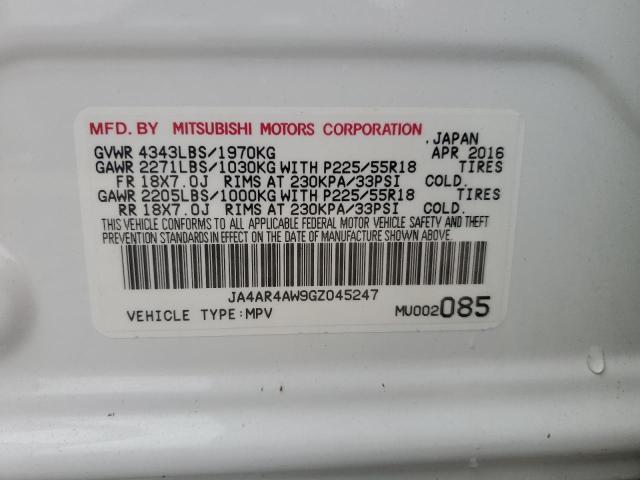 MFD. BY MITSUBISHI MOTORS CORPORATION, JAPAN
GVWR 4343LBS/1970KG APR 2016
GAWR 2271LBS/1030KG WITH P225/55R18 TIRES
FR 18X7.0J RIMS AT 230KPA/33PSI COLD.
GAWR 2205LBS/1000KG WITH P225/55R18 TIRES
RR 18X7.0J RIMS AT 230KPA/33PSI COLD.
THIS VEHICLE CONFORMS TO ALL APPLICABLE FEDERAL MOTOR VEHICLE SAFETY AND THEFT
PREVENTION STANDARDS IN EFFECT ON THE DATE OF MANUFACTURE SHOWN ABOVE.
JA4AR4AW9GZ045247
VEHICLE TYPE:MPV MU002085